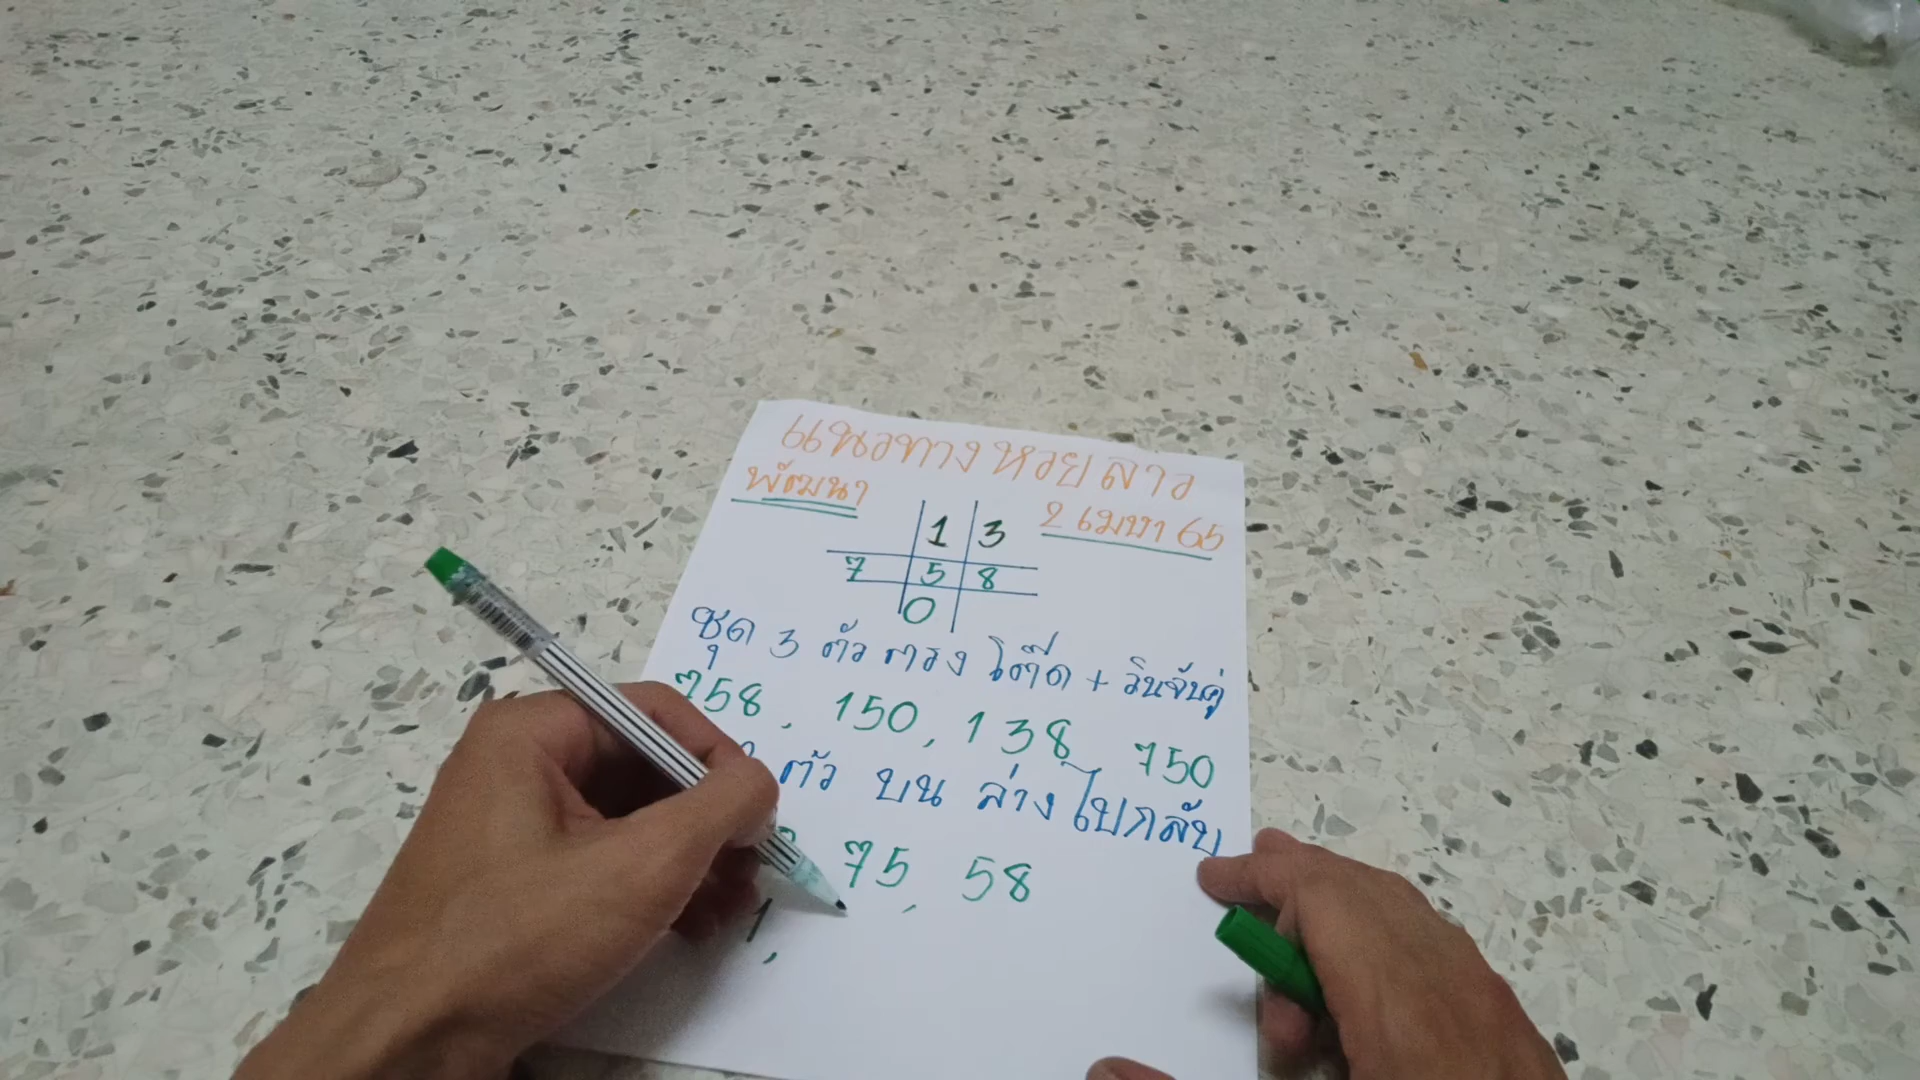 แนวทางหวยลาว
พัฒนา
2 เมษา 65
1 3
7 5 8
0
ชุด 3 ตัวตรง โต๊ด + วินจับคู่
758, 150, 138 750
ตัว บน ล่าง ไปกลับ
75, 58
1,